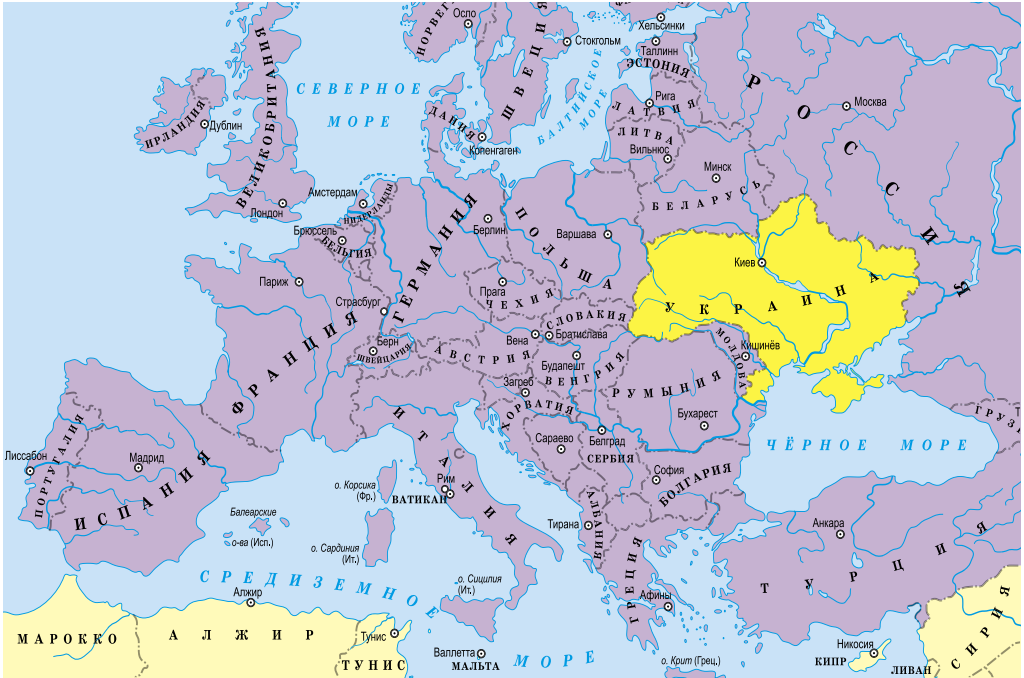 Осло
НОРВЕГ
ШВЕЦИЯ
Стокгольм
Хельсинки
Таллинн
ЭСТОНИЯ
РОССИЯ
СЕВЕРНОЕ
МОРЕ
БАЛТИЙСКОЕ
МОРЕ
ВЕЛИКОБРИТАНИЯ
ИРЛАНДИЯ
Дублин
ДАНИЯ
Копенгаген
Рига
ЛАТВИЯ
Москва
ЛИТВА
Вильнюс
Минск
БЕЛАРУСЬ
Лондон
Амстердам
НИДЕРЛАНДЫ
Брюссель
БЕЛЬГИЯ
ГЕРМАНИЯ
Берлин
ПОЛЬША
Варшава
Киев
УКРАИНА
Париж
Страсбург
ФРАНЦИЯ
Прага
ЧЕХИЯ
СЛОВАКИЯ
Вена
Братислава
Берн
ШВЕЙЦАРИЯ
АВСТРИЯ
Будапешт
ВЕНГРИЯ
МОЛДОВА
Кишинёв
РУМЫНИЯ
Бухарест
Загреб
ХОРВАТИЯ
ИТАЛИЯ
Сараево
Белград
СЕРБИЯ
ЧЁРНОЕ МОРЕ
ГРУЗ
ПОРТУГАЛИЯ
Лиссабон
Мадрид
ИСПАНИЯ
о. Корсика
(Фр.)
Рим
ВАТИКАН
София
БОЛГАРИЯ
Балеарские
о-ва (Исп.)
о. Сардиния
(Ит.)
Тирана
АЛБАНИЯ
Анкара
ТУРЦИЯ
СРЕДИЗЕМНОЕ
МОРЕ
о. Сицилия
(Ит.)
ГРЕЦИЯ
Афины
Алжир
МАРОККО
АЛЖИР
Тунис
ТУНИС
Валлетта
МАЛЬТА
о. Крит (Грец.)
Никосия
КИПР
ЛИВАН
СИРИЯ